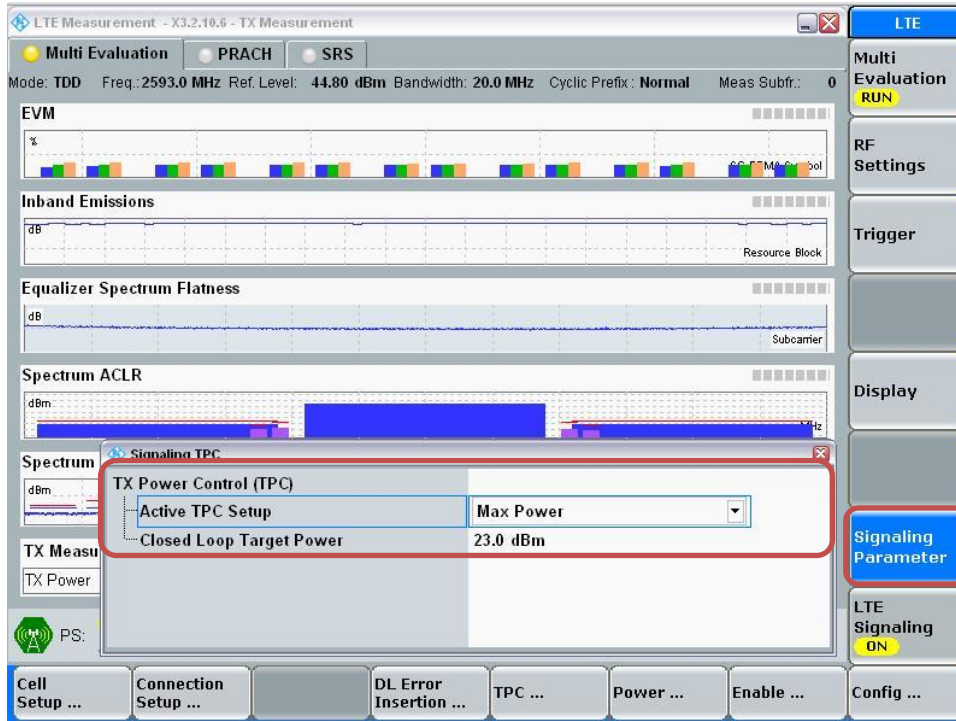 LTE Measurement - X3.2.10.6 - TX Measurement
LTE
Multi Evaluation PRACH SRS
Mode: TDD Freq.: 2593.0 MHz Ref. Level: 44.80 dBm Bandwidth: 20.0 MHz Cyclic Prefix: Normal Meas Subfr.: 0
Multi
Evaluation
RUN
EVM
%
RF
Settings
Inband Emissions
dB
Resource Block
Trigger
Equalizer Spectrum Flatness
dB
Subcarrier
Spectrum ACLR
dBm
Display
Spectrum
dBm
Signaling TPC
TX Power Control (TPC)
Active TPC Setup Max Power
Closed Loop Target Power 23.0 dBm
Signaling
Parameter
TX Measu
TX Power
LTE
Signaling
ON
PS:
Cell
Setup ...
Connection
Setup ...
DL Error
Insertion ...
TPC ...
Power ...
Enable ...
Config ...